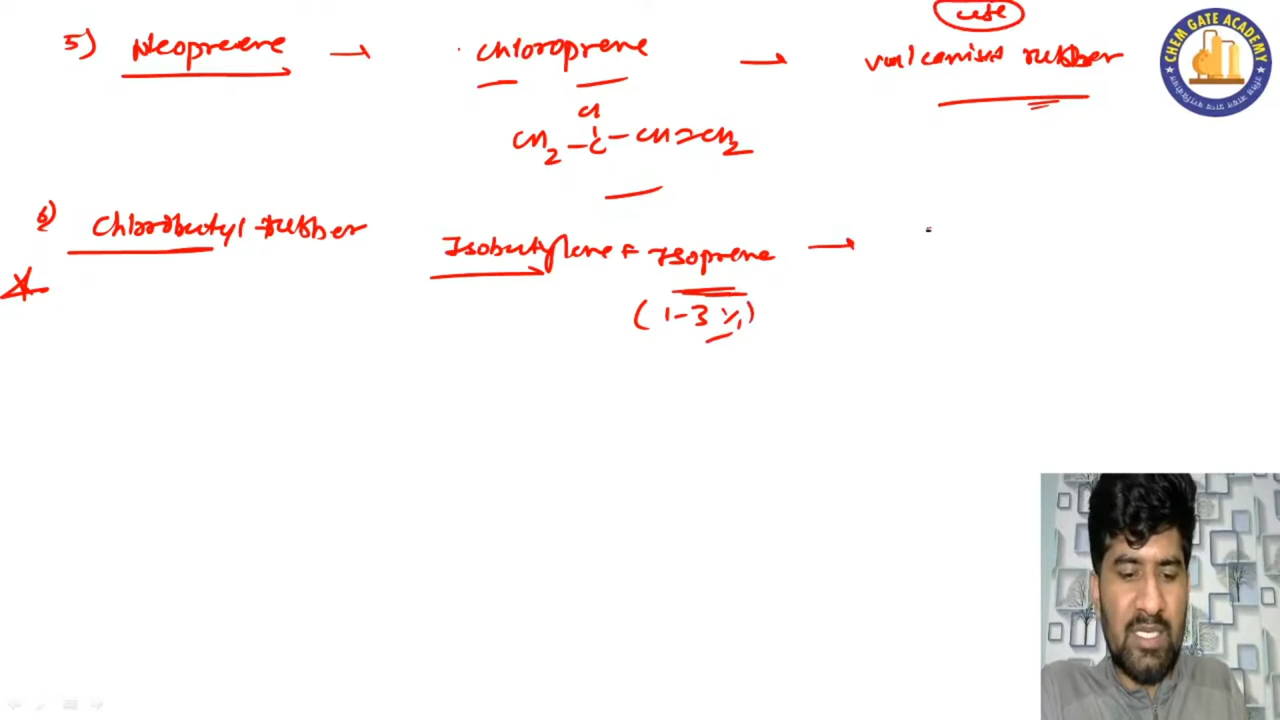 use
5) Neoprene → chloroprene → vulcanised rubber
Cl
CH2 - C - CH=CH2
6) Chlorobutyl rubber
Isobutylene + Isoprene →
(1-3%)
CHEM GATE ACADEMY